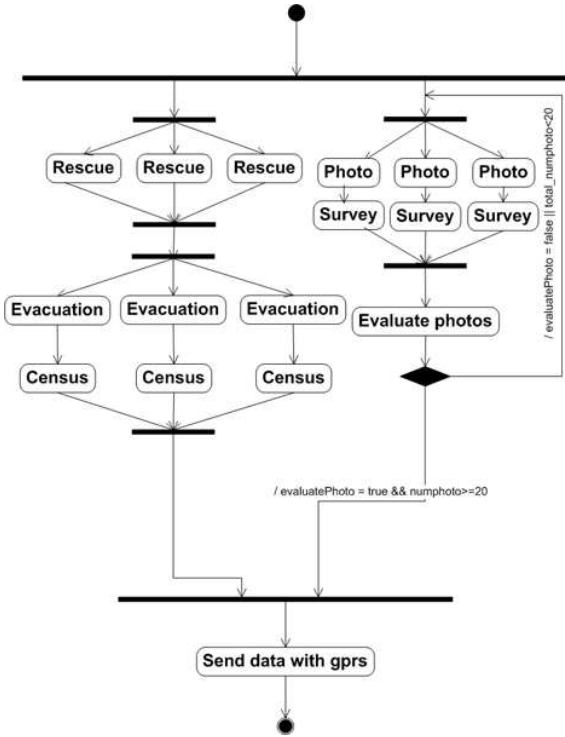 Rescue
Rescue
Rescue
Photo
Photo
Photo
Survey
Survey
Survey
/ evaluatePhoto = false || total_numphoto<20
Evacuation
Evacuation
Evacuation
Evaluate photos
Census
Census
Census
/ evaluatePhoto = true && numphoto>=20
Send data with gprs